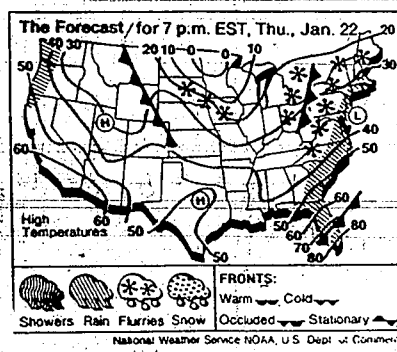 The Forecast/for 7 p.m. EST, Thu., Jan. 22
20
40 30
20 10 0 0 10
30
50
H
L
40
50
60
H
High
Temperatures
60
50
50
50
60
70
80
60
80
Showers Rain Flurries Snow
FRONTS:
Warm Cold
Occluded Stationary
National Weather Service NOAA, U.S. Dept of Commerce